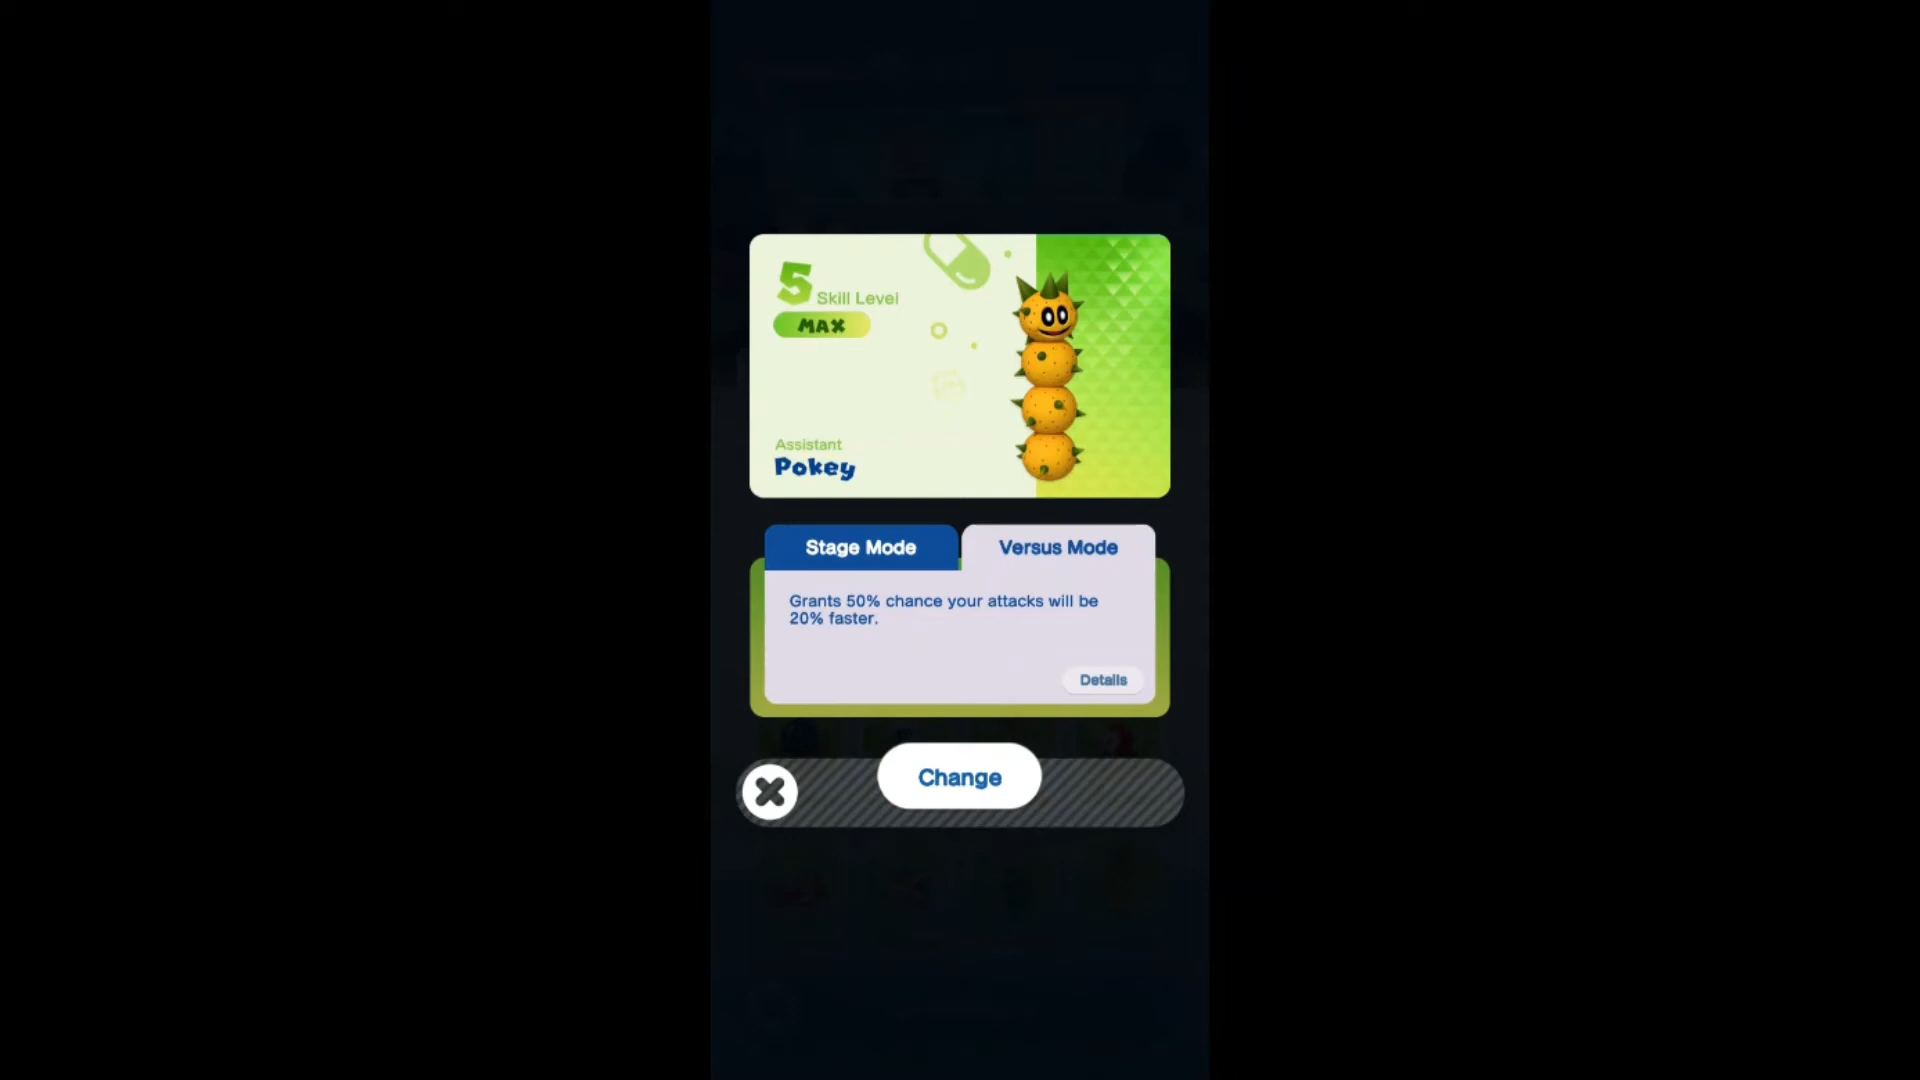 5 Skill Level
MAX
Assistant
Pokey
Stage Mode
Versus Mode
Grants 50% chance your attacks will be
20% faster.
Details
Change